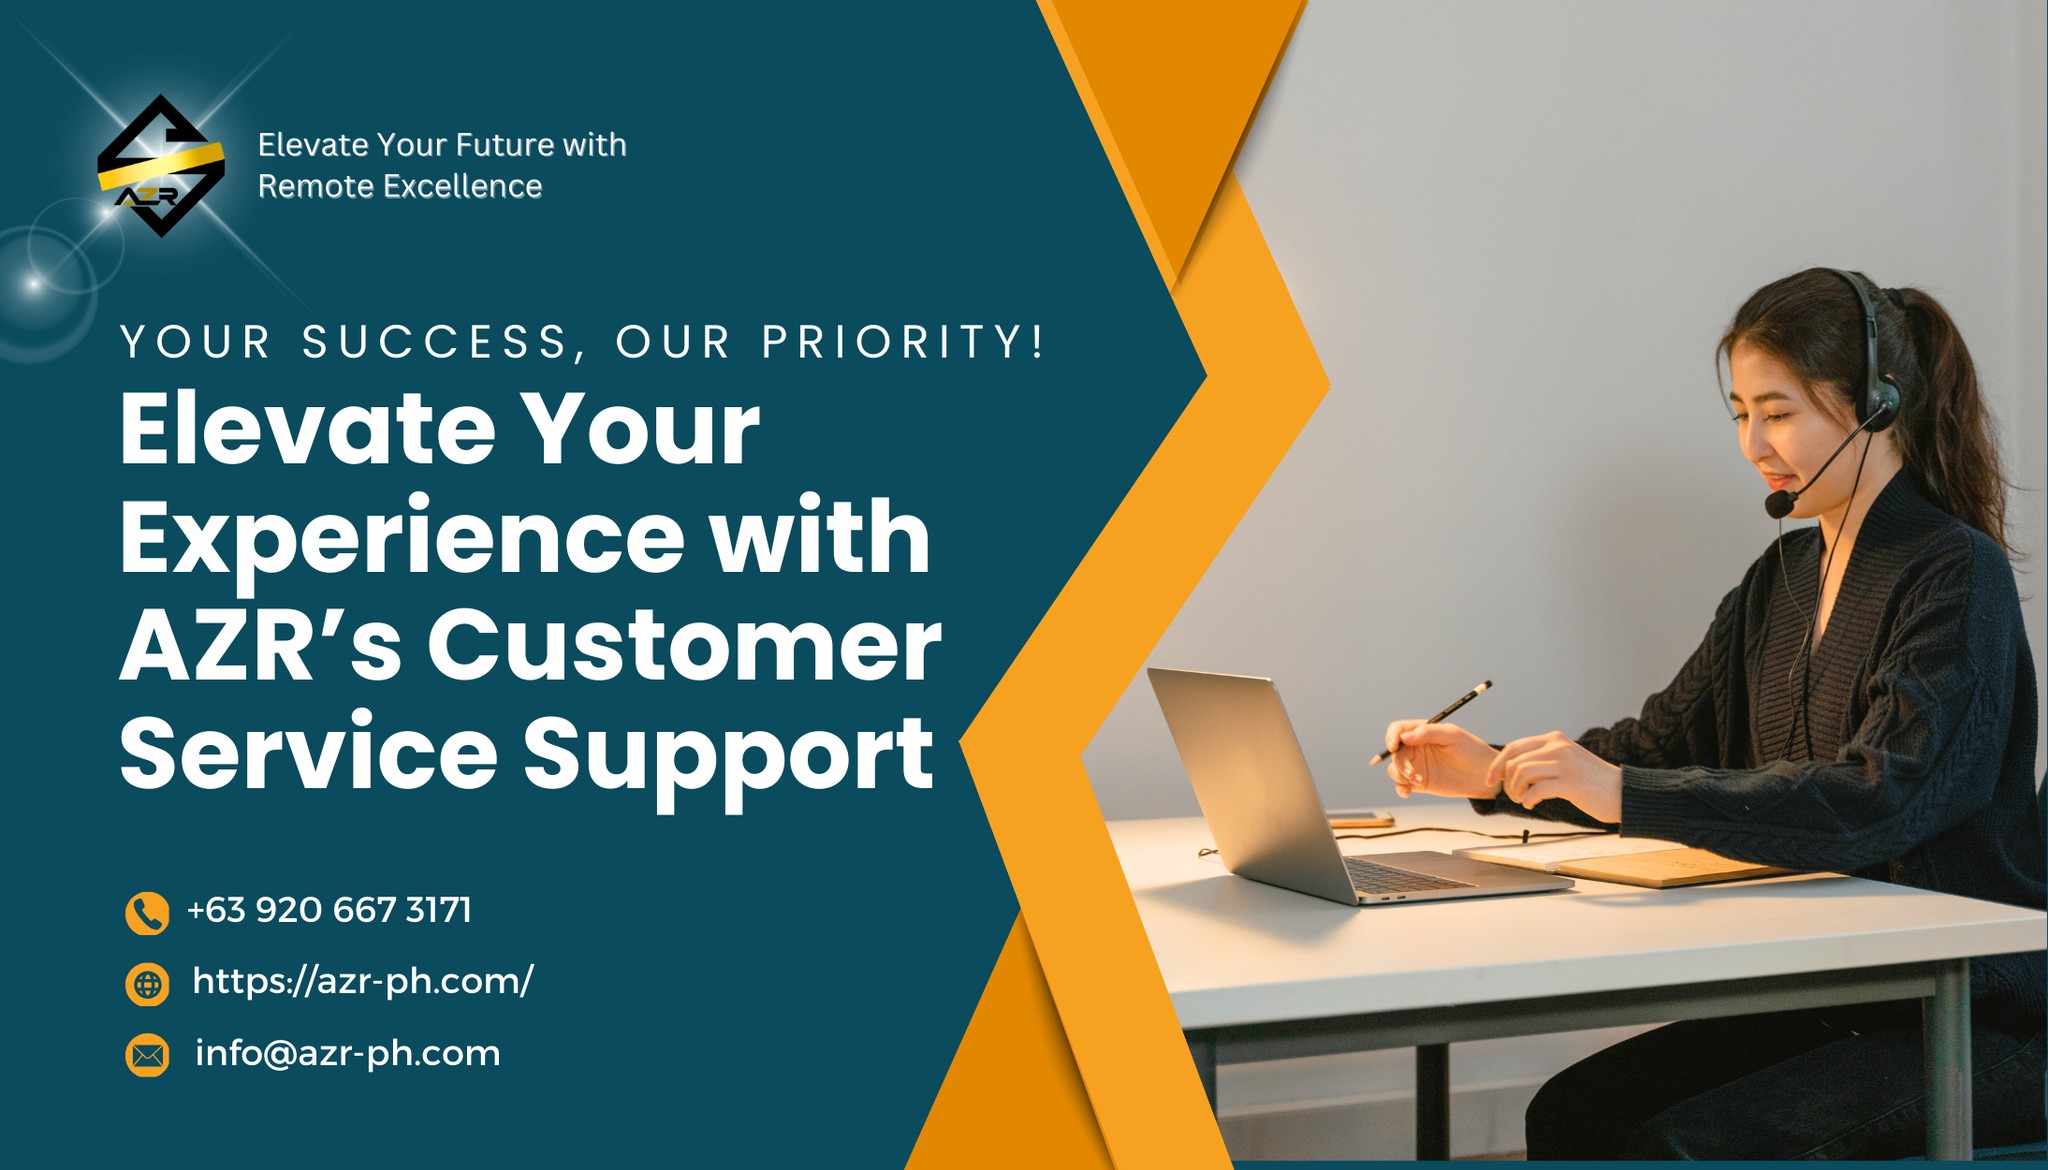 AZR
Elevate Your Future with
Remote Excellence
YOUR SUCCESS, OUR PRIORITY!
Elevate Your
Experience with
AZR’s Customer
Service Support
+63 920 667 3171
https://azr-ph.com/
info@azr-ph.com